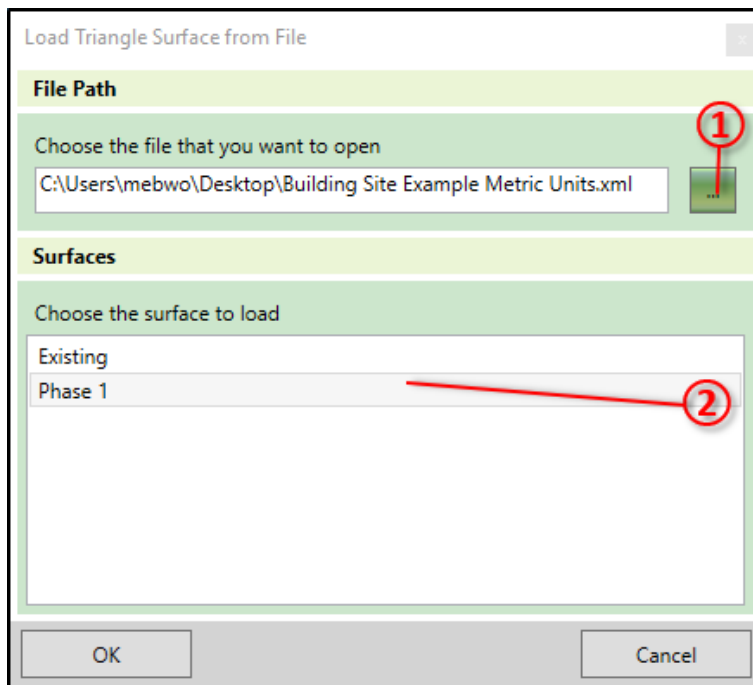 Load Triangle Surface from File
x
File Path
1
Choose the file that you want to open
C:\Users\mebwo\Desktop\Building Site Example Metric Units.xml
...
Surfaces
Choose the surface to load
Existing
Phase 1
2
OK
Cancel